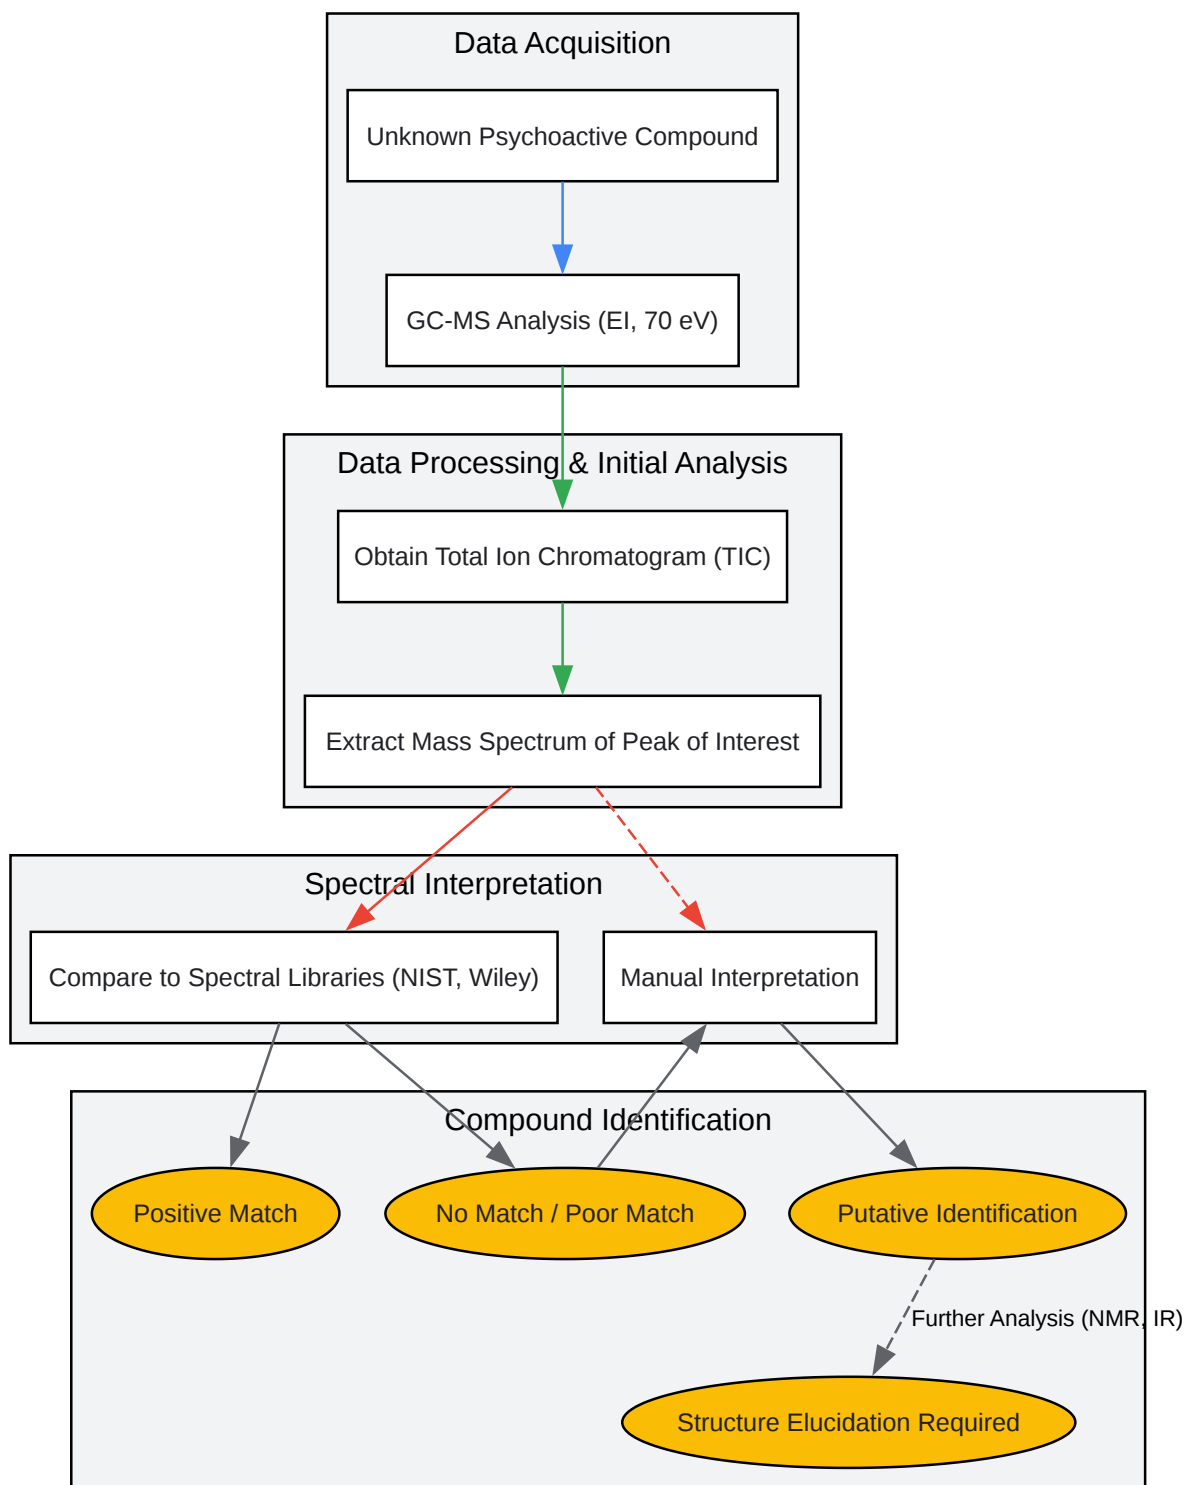 Data Acquisition
Unknown Psychoactive Compound
GC-MS Analysis (EI, 70 eV)
Data Processing & Initial Analysis
Obtain Total Ion Chromatogram (TIC)
Extract Mass Spectrum of Peak of Interest
Spectral Interpretation
Compare to Spectral Libraries (NIST, Wiley)
Manual Interpretation
Compound Identification
Positive Match
No Match / Poor Match
Putative Identification
Further Analysis (NMR, IR)
Structure Elucidation Required